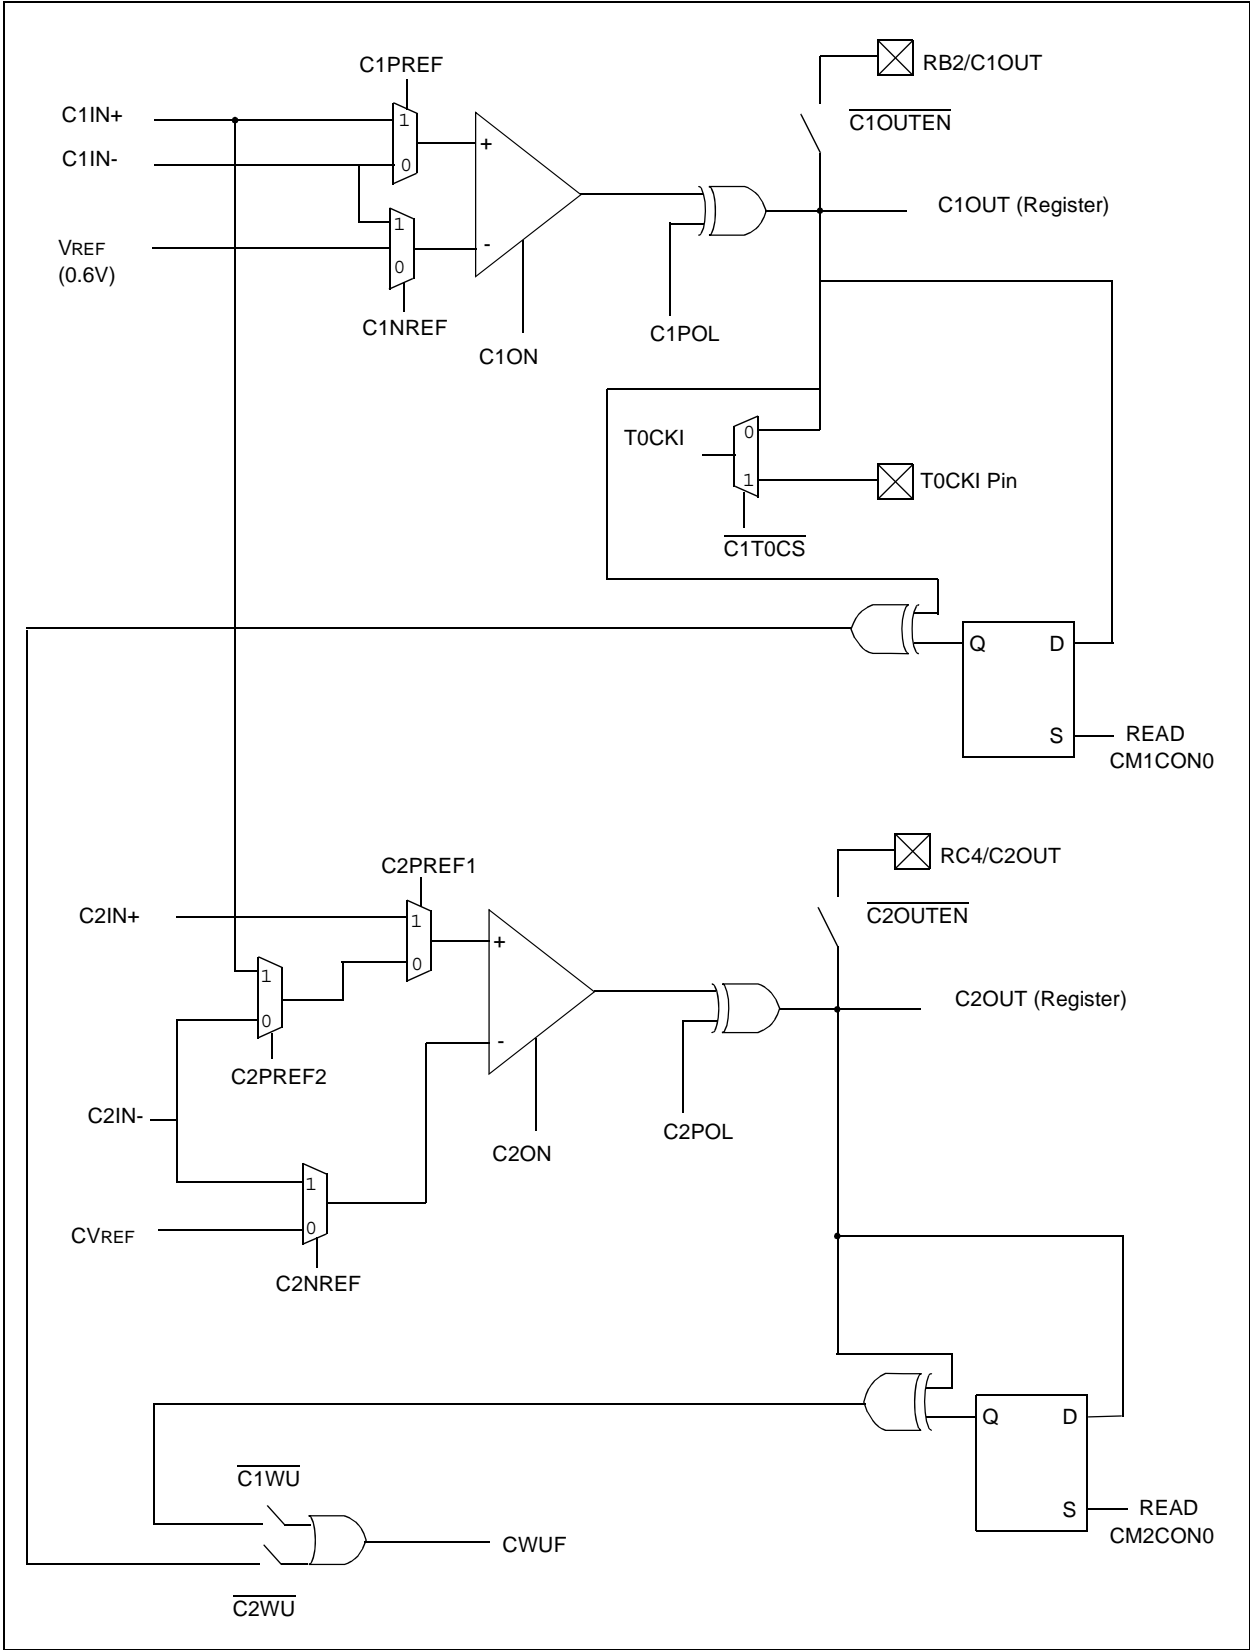 C1PREF
RB2/C1OUT
C1IN+
1
C1OUTEN
+
C1IN-
0
C1OUT (Register)
1
VREF
-
(0.6V)
0
C1NREF
C1POL
C1ON
T0CKI
0
1
T0CKI Pin
C1T0CS
Q
D
S
READ
CM1CON0
C2PREF1
RC4/C2OUT
C2IN+
1
C2OUTEN
+
0
1
C2OUT (Register)
0
-
C2PREF2
C2IN-
C2POL
C2ON
1
CVREF
0
C2NREF
Q
D
C1WU
S
READ
CM2CON0
CWUF
C2WU